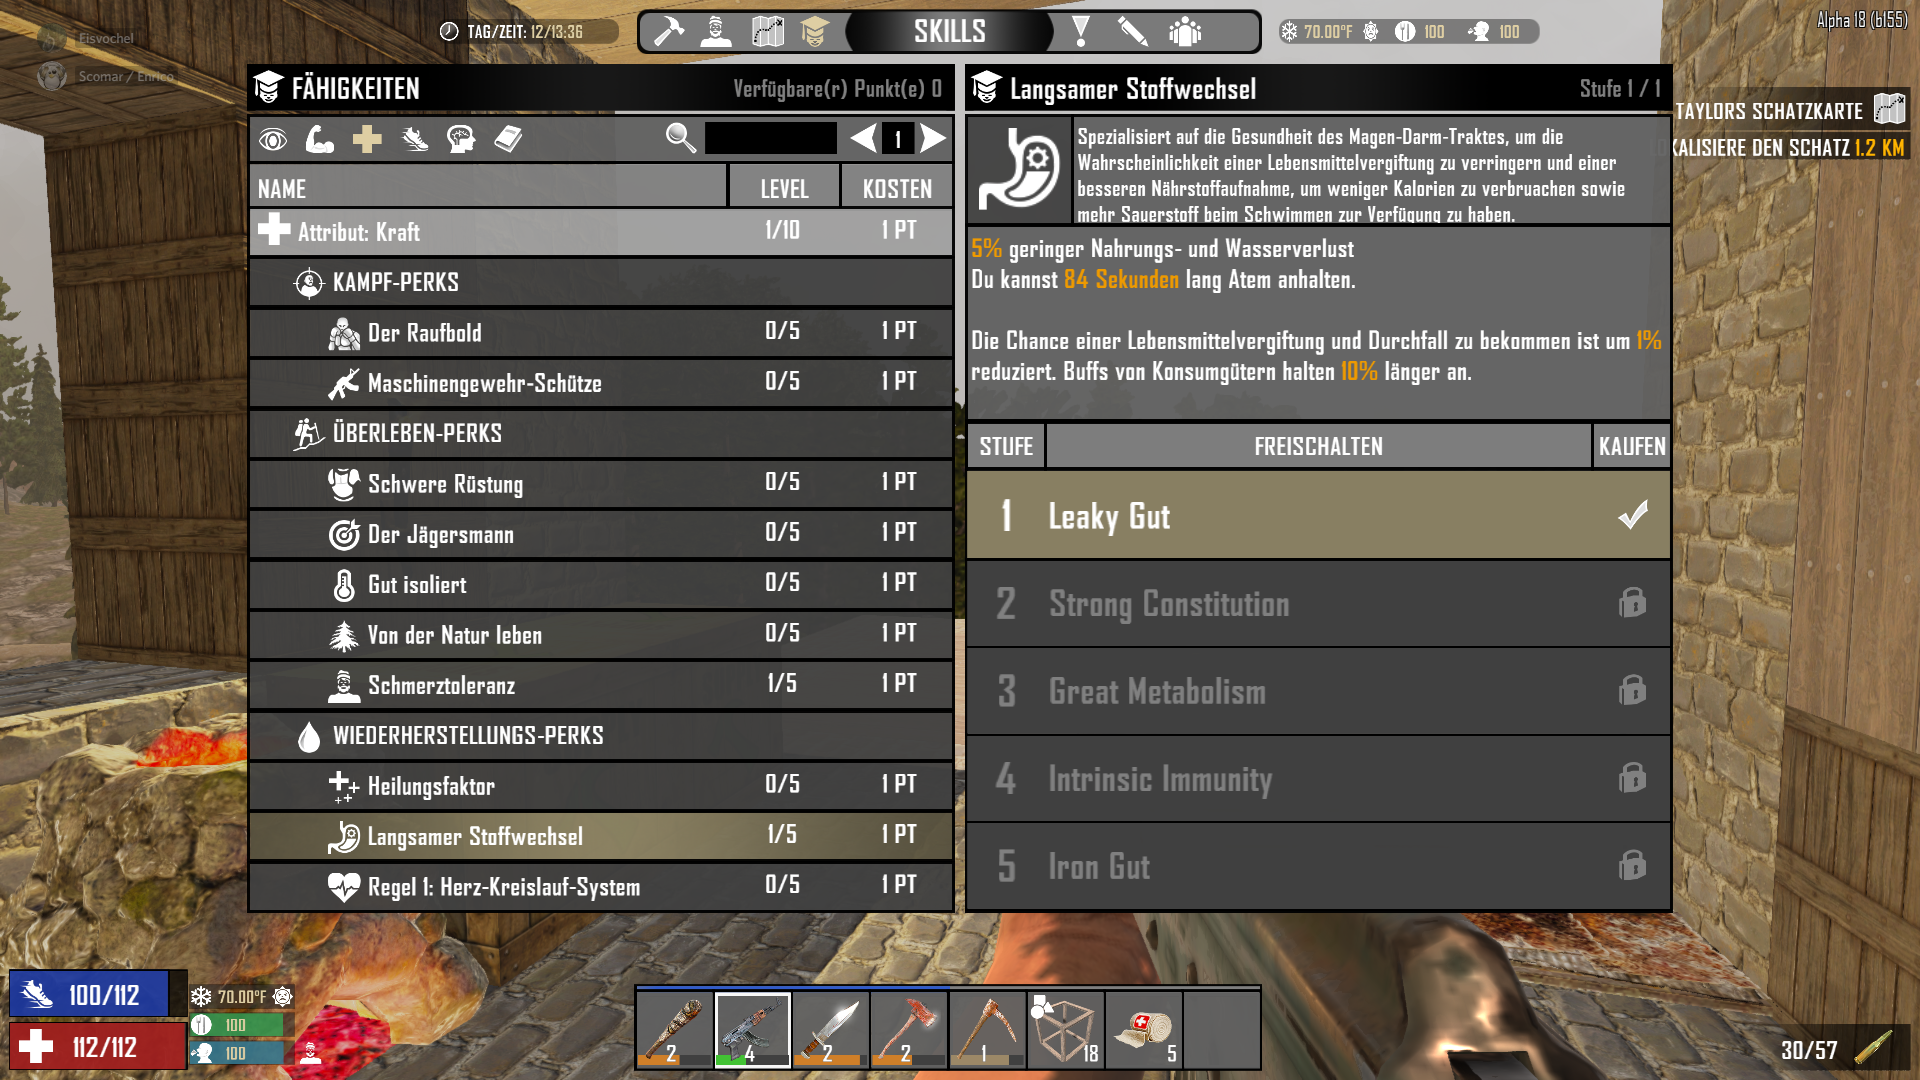 Eisvochel
Scomar / Enrico
TAG/ZEIT: 12/13:36
SKILLS
70.00°F
100
100
Alpha 18 (b155)
TAYLORS SCHATZKARTE
KALISIERE DEN SCHATZ 1.2 KM
FÄHIGKEITEN
Verfügbare(r) Punkt(e) 0
1
NAME LEVEL KOSTEN
Attribut: Kraft 1/10 1 PT
KAMPF-PERKS
Der Raufbold 0/5 1 PT
Maschinengewehr-Schütze 0/5 1 PT
ÜBERLEBEN-PERKS
Schwere Rüstung 0/5 1 PT
Der Jägersmann 0/5 1 PT
Gut isoliert 0/5 1 PT
Von der Natur leben 0/5 1 PT
Schmerztoleranz 1/5 1 PT
WIEDERHERSTELLUNGS-PERKS
Heilungsfaktor 0/5 1 PT
Langsamer Stoffwechsel 1/5 1 PT
Regel 1: Herz-Kreislauf-System 0/5 1 PT
Langsamer Stoffwechsel
Stufe 1 / 1
Spezialisiert auf die Gesundheit des Magen-Darm-Traktes, um die
Wahrscheinlichkeit einer Lebensmittelvergiftung zu verringern und einer
besseren Nährstoffaufnahme, um weniger Kalorien zu verbruachen sowie
mehr Sauerstoff beim Schwimmen zur Verfügung zu haben.
5% geringer Nahrungs- und Wasserverlust
Du kannst 84 Sekunden lang Atem anhalten.
Die Chance einer Lebensmittelvergiftung und Durchfall zu bekommen ist um 1%
reduziert. Buffs von Konsumgütern halten 10% länger an.
STUFE FREISCHALTEN KAUFEN
1 Leaky Gut
2 Strong Constitution
3 Great Metabolism
4 Intrinsic Immunity
5 Iron Gut
100/112
112/112
70.00°F
100
100
2
4
2
2
1
18
5
30/57